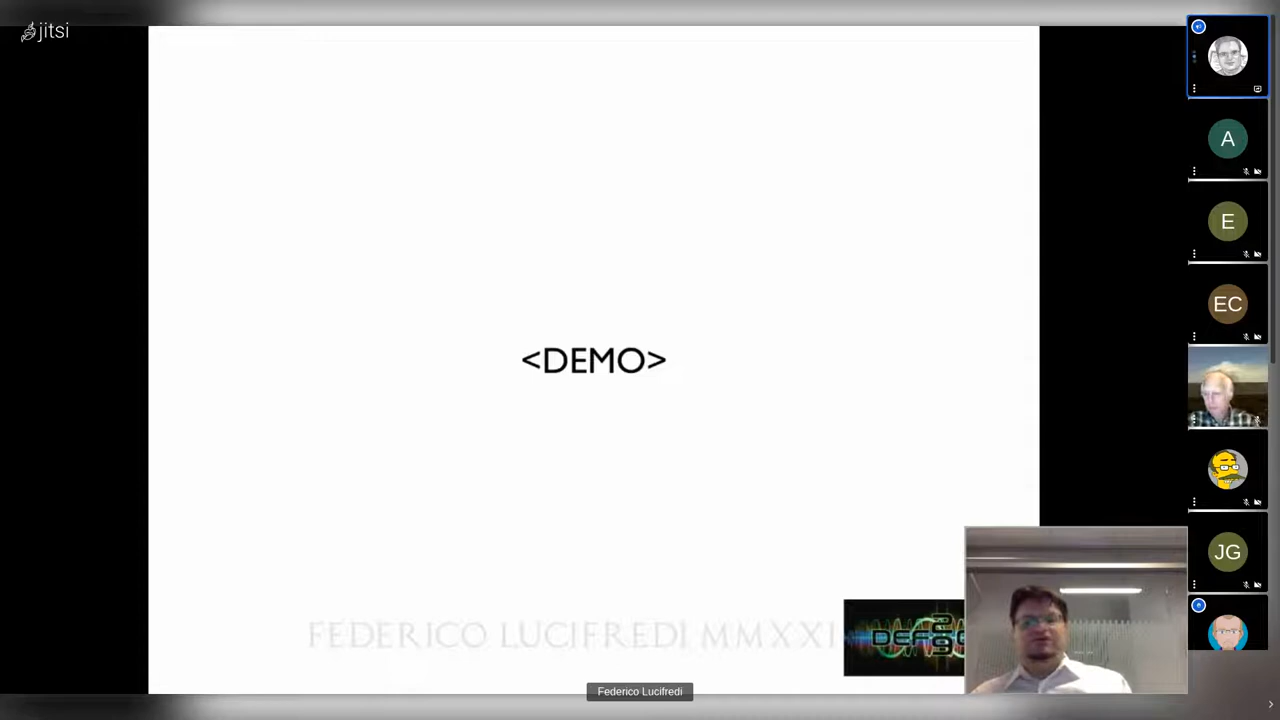 jitsi
A
E
EC
<DEMO>
JG
FEDERICO LUCIFREDI MMXXI
Federico Lucifredi